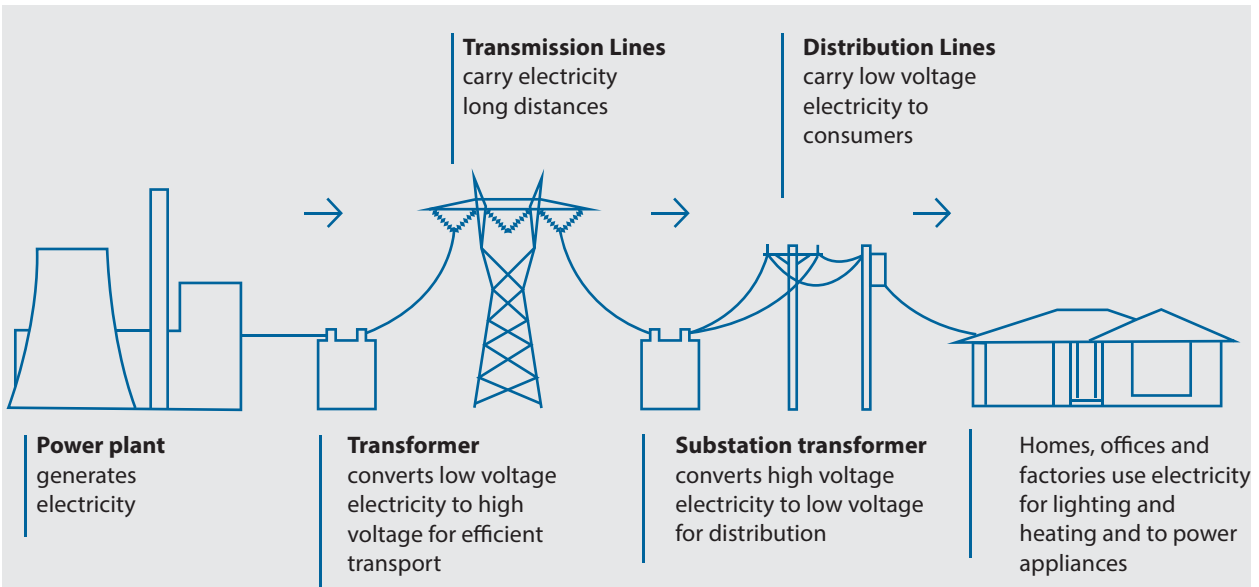 Transmission Lines
carry electricity
long distances
Distribution Lines
carry low voltage
electricity to
consumers
Power plant
generates
electricity
Transformer
converts low voltage
electricity to high
voltage for efficient
transport
Substation transformer
converts high voltage
electricity to low voltage
for distribution
Homes, offices and
factories use electricity
for lighting and
heating and to power
appliances